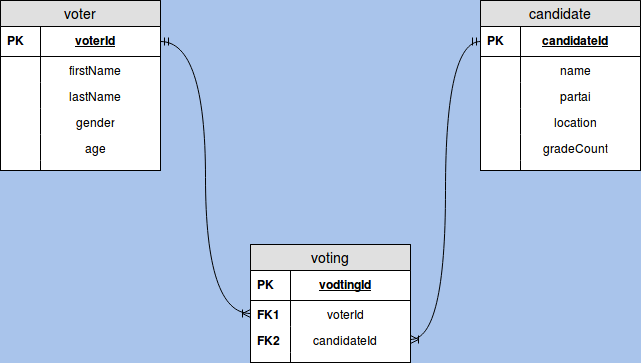 voter
PK voterId
firstName
lastName
gender
age
candidate
PK candidateId
name
partai
location
gradeCount
voting
PK vodtingId
FK1 voterId
FK2 candidateId